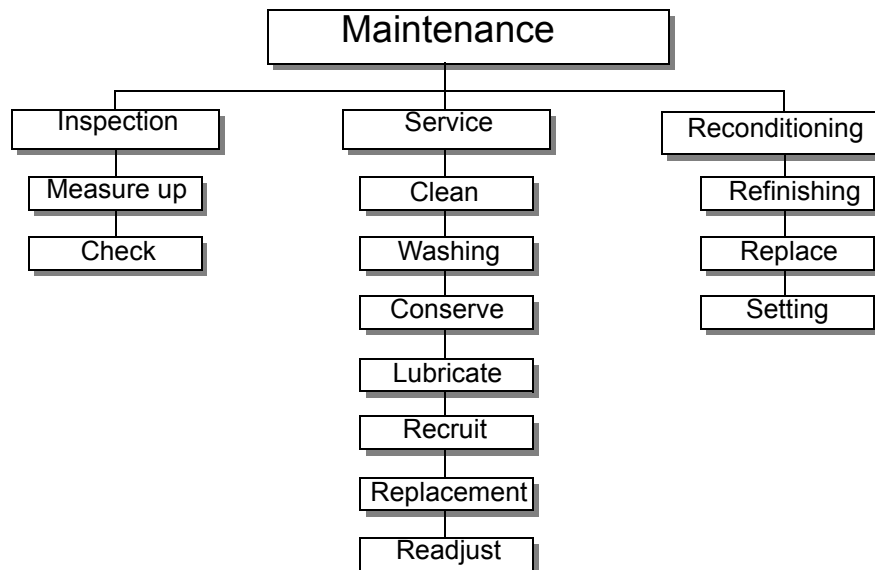 Maintenance
Inspection
Measure up
Check
Service
Clean
Washing
Conserve
Lubricate
Recruit
Replacement
Readjust
Reconditioning
Refinishing
Replace
Setting